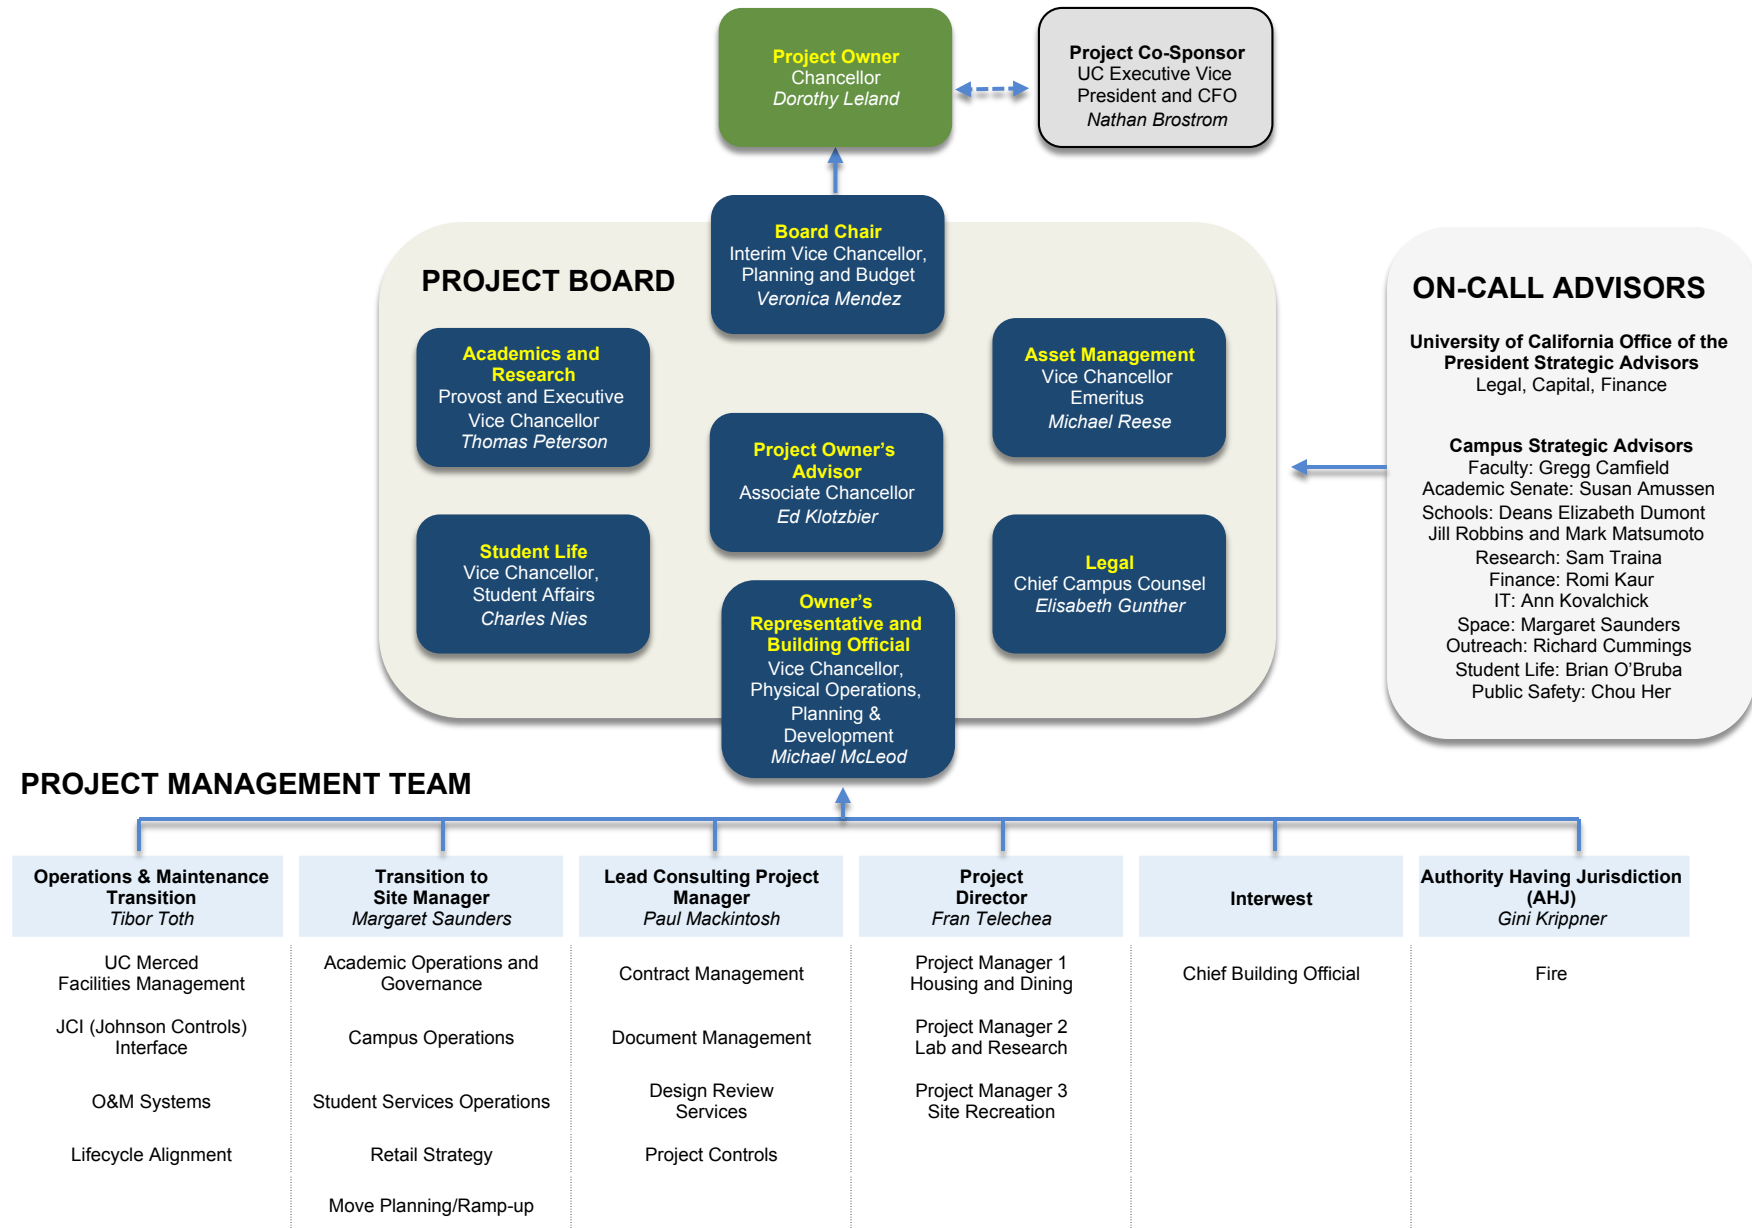 Project Owner
Chancellor
Dorothy Leland
Project Co-Sponsor
UC Executive Vice
President and CFO
Nathan Brostrom
Board Chair
Interim Vice Chancellor,
Planning and Budget
Veronica Mendez
PROJECT BOARD
Academics and
Research
Provost and Executive
Vice Chancellor
Thomas Peterson
Asset Management
Vice Chancellor
Emeritus
Michael Reese
Project Owner’s
Advisor
Associate Chancellor
Ed Klotzbier
Student Life
Vice Chancellor,
Student Affairs
Charles Nies
Legal
Chief Campus Counsel
Elisabeth Gunther
Owner’s
Representative and
Building Official
Vice Chancellor,
Physical Operations,
Planning &
Development
Michael McLeod
ON-CALL ADVISORS
University of California Office of the
President Strategic Advisors
Legal, Capital, Finance
Campus Strategic Advisors
Faculty: Gregg Camfield
Academic Senate: Susan Amussen
Schools: Deans Elizabeth Dumont
Jill Robbins and Mark Matsumoto
Research: Sam Traina
Finance: Romi Kaur
IT: Ann Kovalchick
Space: Margaret Saunders
Outreach: Richard Cummings
Student Life: Brian O’Bruba
Public Safety: Chou Her
PROJECT MANAGEMENT TEAM
Operations & Maintenance
Transition
Tibor Toth
UC Merced
Facilities Management
JCI (Johnson Controls)
Interface
O&M Systems
Lifecycle Alignment
Transition to
Site Manager
Margaret Saunders
Academic Operations and
Governance
Campus Operations
Student Services Operations
Retail Strategy
Move Planning/Ramp-up
Lead Consulting Project
Manager
Paul Mackintosh
Contract Management
Document Management
Design Review
Services
Project Controls
Project
Director
Fran Telechea
Project Manager 1
Housing and Dining
Project Manager 2
Lab and Research
Project Manager 3
Site Recreation
Interwest
Chief Building Official
Authority Having Jurisdiction
(AHJ)
Gini Krippner
Fire